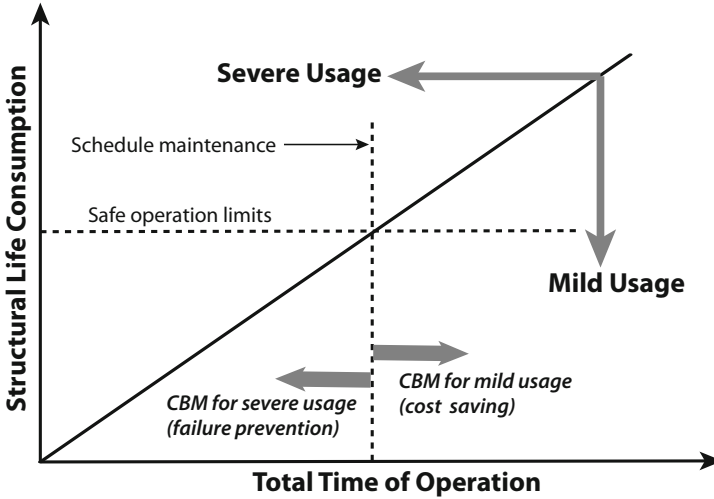 Severe Usage
Schedule maintenance
Safe operation limits
Mild Usage
CBM for mild usage
(cost saving)
CBM for severe usage
(failure prevention)
Structural Life Consumption
Total Time of Operation